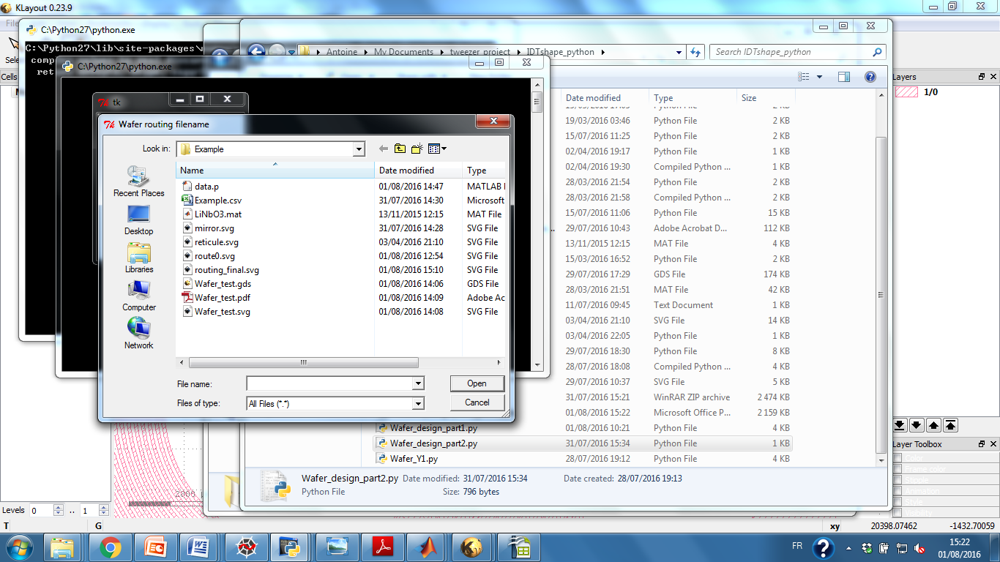 KLayout 0.23.9
C:\Python27\python.exe
C:\Python27\lib\site-packages\
comp
ret
Antoine
My Documents
tweezer_project
IDTshape_python
Search IDTshape_python
Cells
C:\Python27\python.exe
tk
Wafer routing filename
Look in:
Example
Recent Places
Desktop
Libraries
Computer
Network
Name Date modified Type
data.p 01/08/2016 14:47 MATLAB
Example.csv 31/07/2016 14:30 Microsoft
LiNbO3.mat 13/11/2015 12:15 MAT File
mirror.svg 31/07/2016 14:28 SVG File
reticule.svg 03/04/2016 21:10 SVG File
route0.svg 01/08/2016 12:54 SVG File
routing_final.svg 01/08/2016 15:10 SVG File
Wafer_test.gds 01/08/2016 14:06 GDS File
Wafer_test.pdf 01/08/2016 14:09 Adobe Ac
Wafer_test.svg 01/08/2016 14:08 SVG File
File name:
Open
Files of type:
All Files (*.*)
Cancel
Date modified Type Size
19/03/2016 03:46 Python File 2 KB
15/07/2016 11:25 Python File 2 KB
02/04/2016 19:17 Python File 1 KB
02/04/2016 19:30 Compiled Python ... 1 KB
28/03/2016 21:54 Python File 2 KB
28/03/2016 21:58 Compiled Python ... 2 KB
15/07/2016 11:06 Python File 15 KB
29/07/2016 10:43 Adobe Acrobat D... 112 KB
13/11/2015 12:15 MAT File 4 KB
15/03/2016 16:52 Python File 2 KB
29/07/2016 17:29 GDS File 174 KB
28/03/2016 21:51 MAT File 42 KB
11/07/2016 09:45 Text Document 1 KB
03/04/2016 21:10 SVG File 14 KB
03/04/2016 22:05 Python File 1 KB
29/07/2016 18:30 Python File 8 KB
28/07/2016 18:08 Compiled Python ... 4 KB
29/07/2016 10:37 SVG File 5 KB
31/07/2016 15:21 WinRAR ZIP archive 2 474 KB
01/08/2016 15:22 Microsoft Office P... 2 159 KB
Wafer_design_part1.py 01/08/2016 10:21 Python File 4 KB
Wafer_design_part2.py 31/07/2016 15:34 Python File 1 KB
Wafer_Y1.py 28/07/2016 19:12 Python File 4 KB
Wafer_design_part2.py Date modified: 31/07/2016 15:34 Date created: 28/07/2016 19:13
Python File Size: 796 bytes
Layers
1/0
Layer Toolbox
Color
Frame color
Stipple
Animation
Style
Visibility
2000
Levels 0 .. 1
T G xy 20398.07462 -1432.70059
FR
15:22
01/08/2016